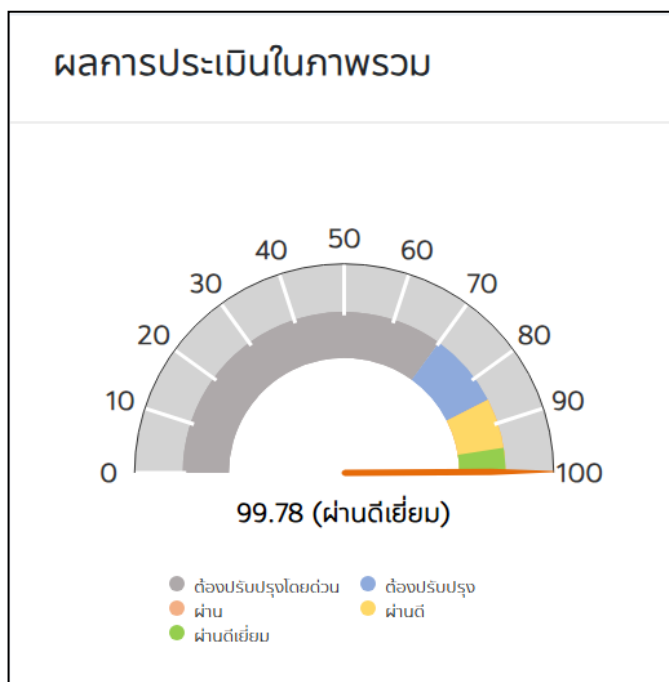 ผลการประเมินในภาพรวม
50
40
60
30
70
20
80
10
90
0
100
99.78 (ผ่านดีเยี่ยม)
ต้องปรับปรุงโดยด่วน ต้องปรับปรุง
ผ่าน ผ่านดี
ผ่านดีเยี่ยม